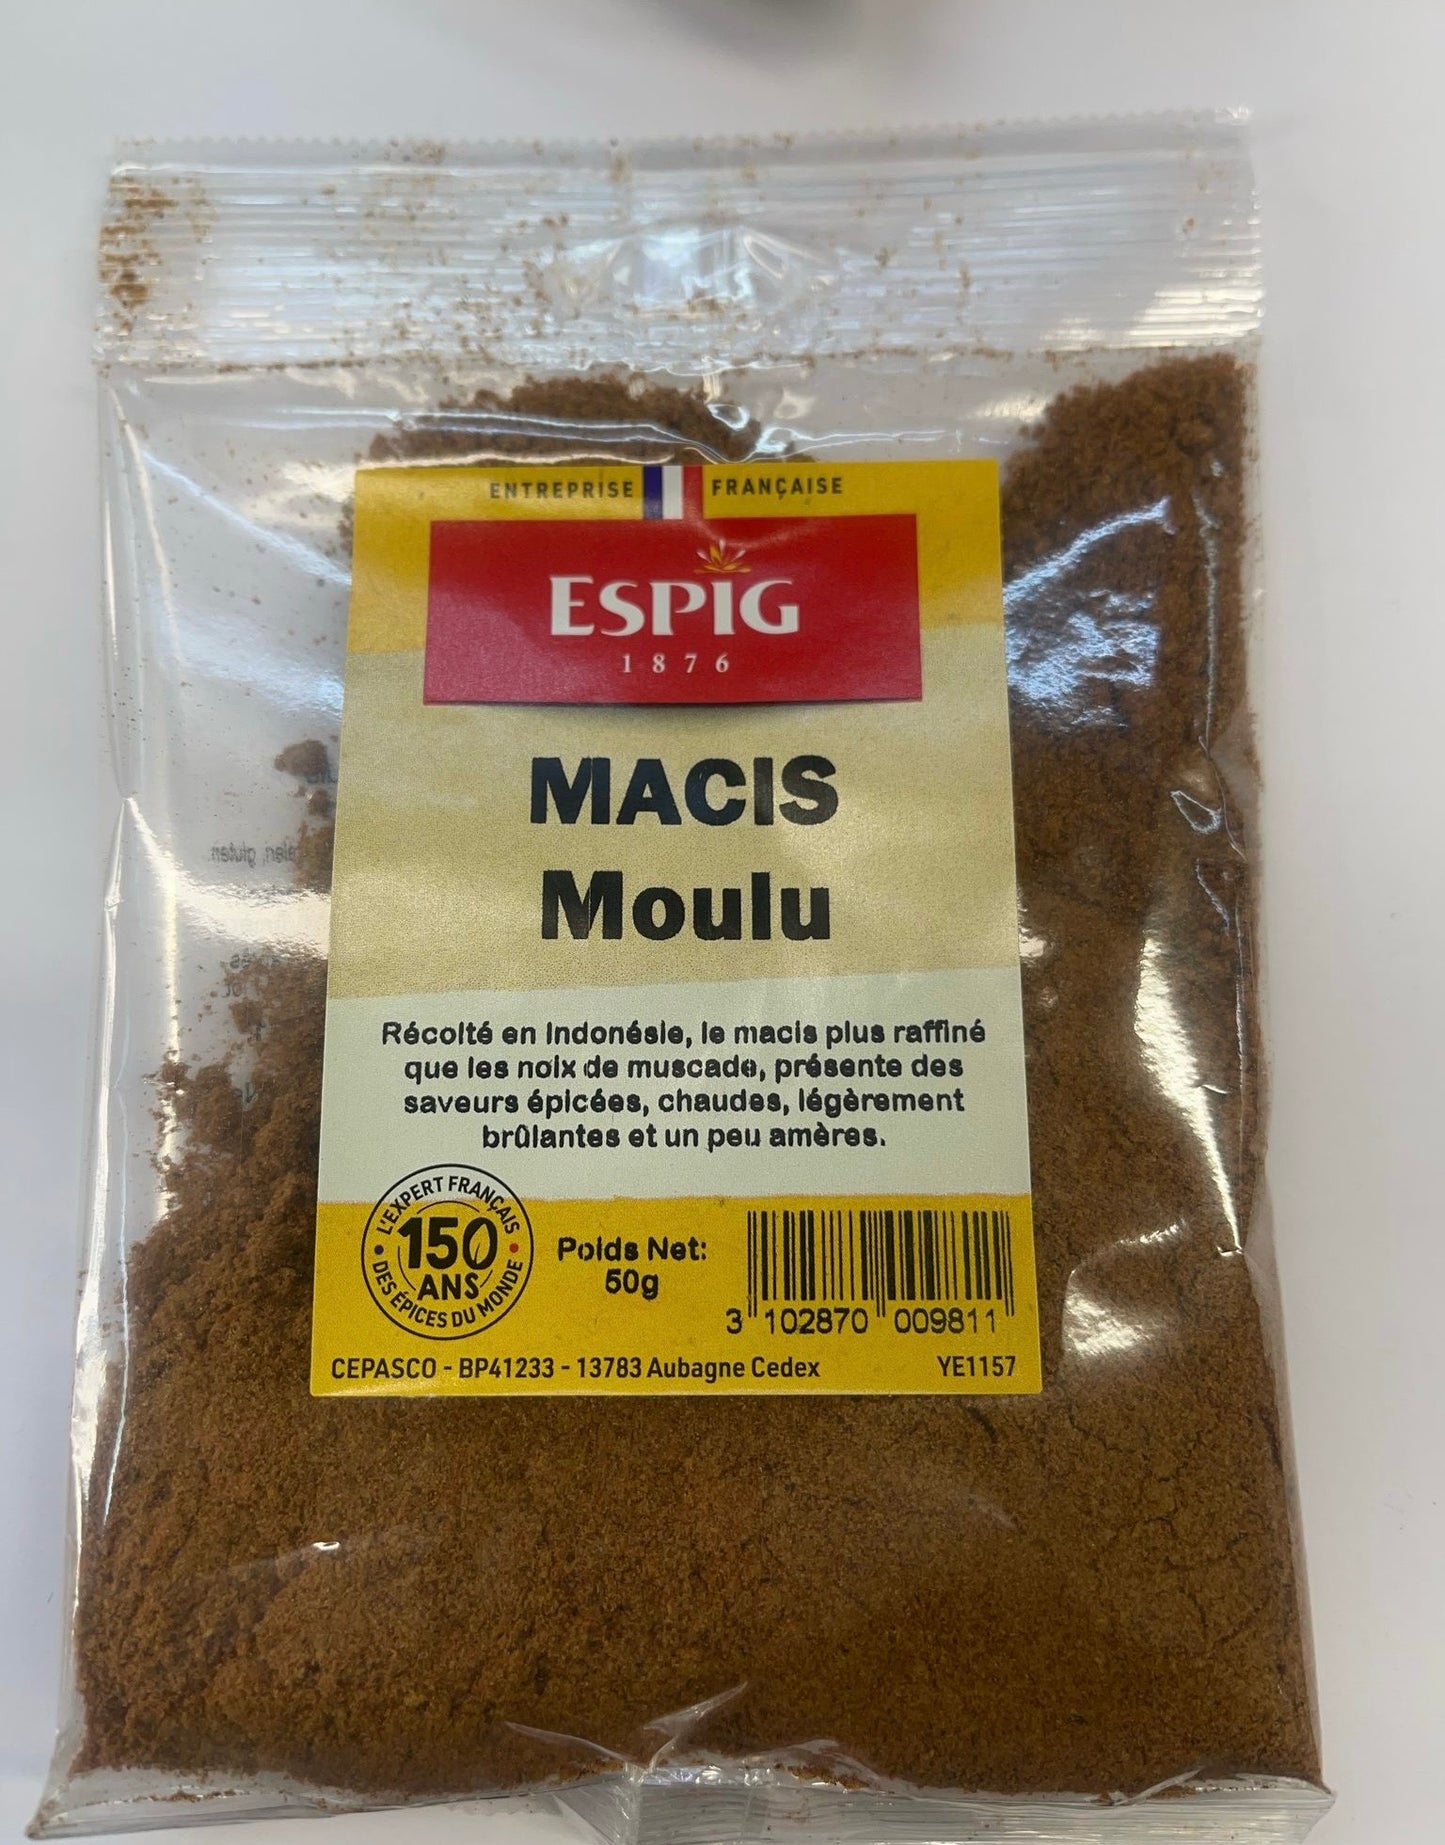 ENTREPRISE FRANÇAISE
ESPIG
1876
MACIS
Moulu
Récolté en Indonésie, le macis plus raffiné
que les noix de muscade, présente des
saveurs épicées, chaudes, légèrement
brûlantes et un peu amères.
L'EXPERT FRANÇAIS
150
ANS
DES ÉPICES DU MONDE
Poids Net:
50g
3 102870 009811
CEPASCO - BP41233 - 13783 Aubagne Cedex YE1157
gluten.